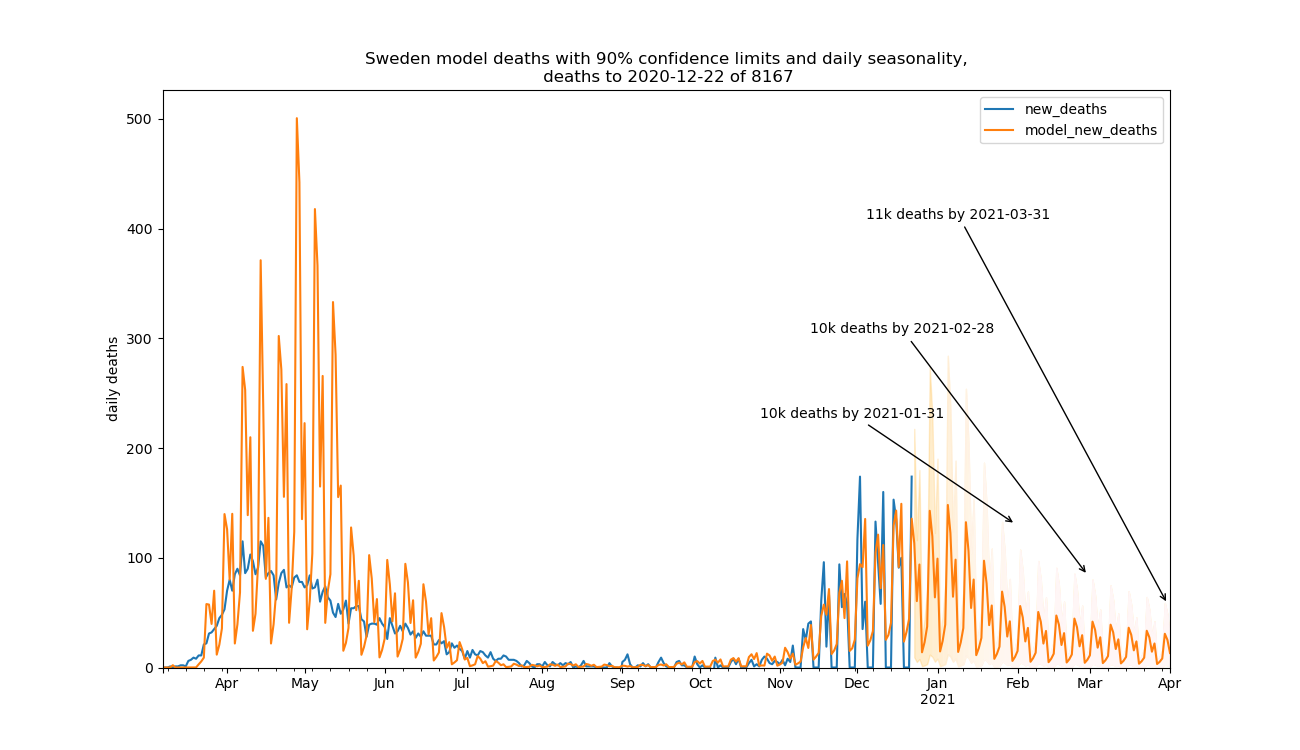 Sweden model deaths with 90% confidence limits and daily seasonality,
deaths to 2020-12-22 of 8167
new_deaths
model_new_deaths
500
400
300
200
100
0
daily deaths
11k deaths by 2021-03-31
10k deaths by 2021-02-28
10k deaths by 2021-01-31
Apr May Jun Jul Aug Sep Oct Nov Dec Jan Feb Mar Apr
2021